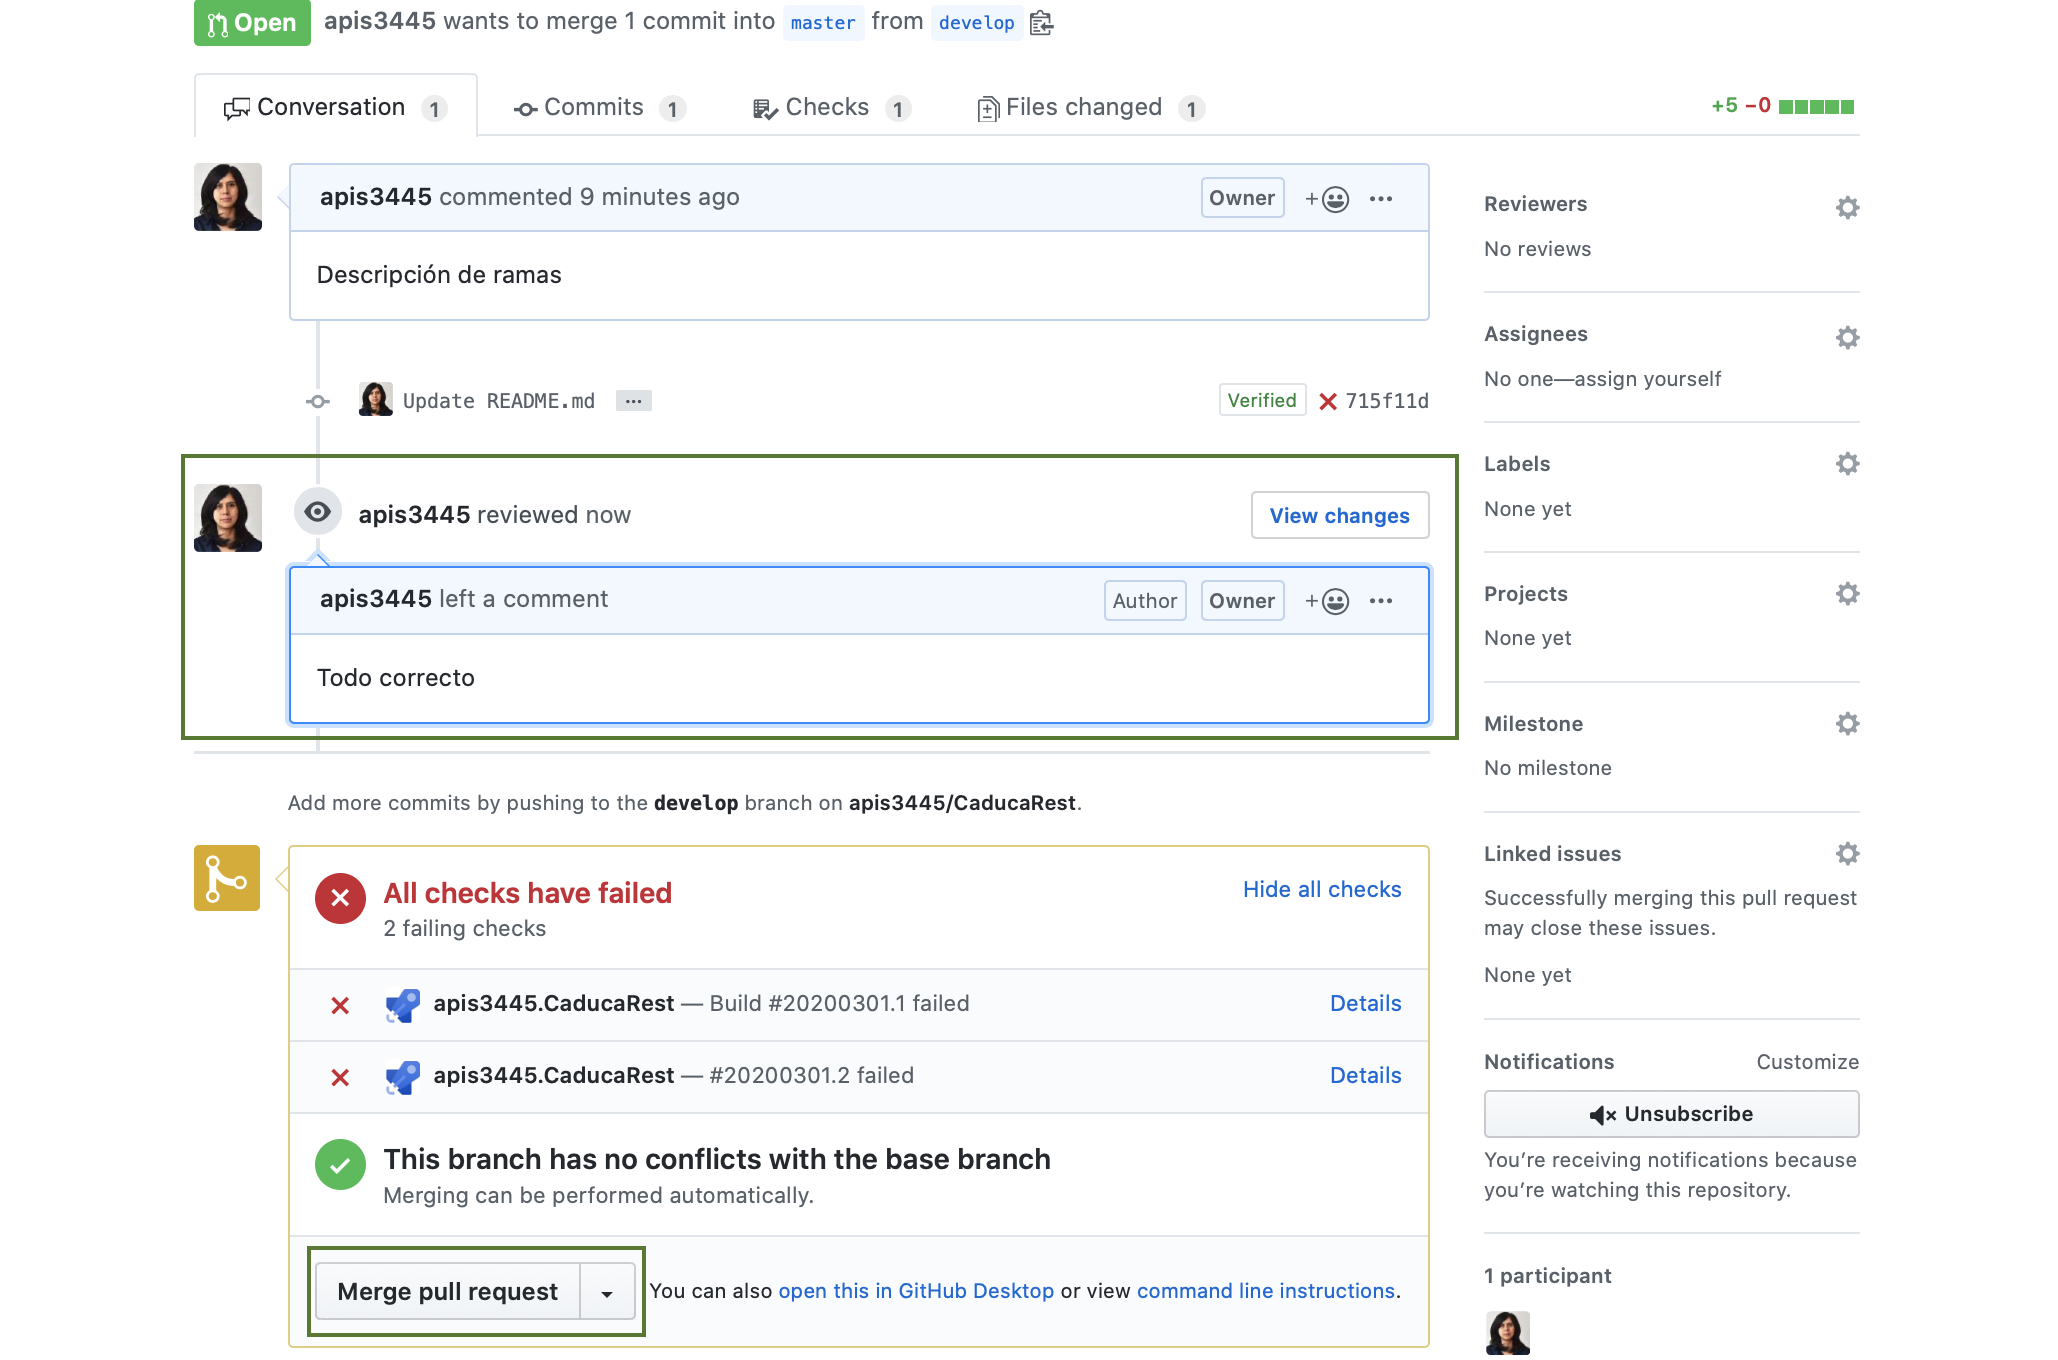 Open apis3445 wants to merge 1 commit into master from develop
Conversation 1 Commits 1 Checks 1 Files changed 1 +5 −0
apis3445 commented 9 minutes ago Owner + ···
Descripción de ramas
Update README.md ··· Verified 715f11d
apis3445 reviewed now View changes
apis3445 left a comment Author Owner + ···
Todo correcto
Add more commits by pushing to the develop branch on apis3445/CaducaRest.
All checks have failed Hide all checks
2 failing checks
apis3445.CaducaRest — Build #20200301.1 failed Details
apis3445.CaducaRest — #20200301.2 failed Details
This branch has no conflicts with the base branch
Merging can be performed automatically.
Merge pull request You can also open this in GitHub Desktop or view command line instructions.
Reviewers
No reviews
Assignees
No one—assign yourself
Labels
None yet
Projects
None yet
Milestone
No milestone
Linked issues
Successfully merging this pull request
may close these issues.
None yet
Notifications Customize
Unsubscribe
You’re receiving notifications because
you’re watching this repository.
1 participant